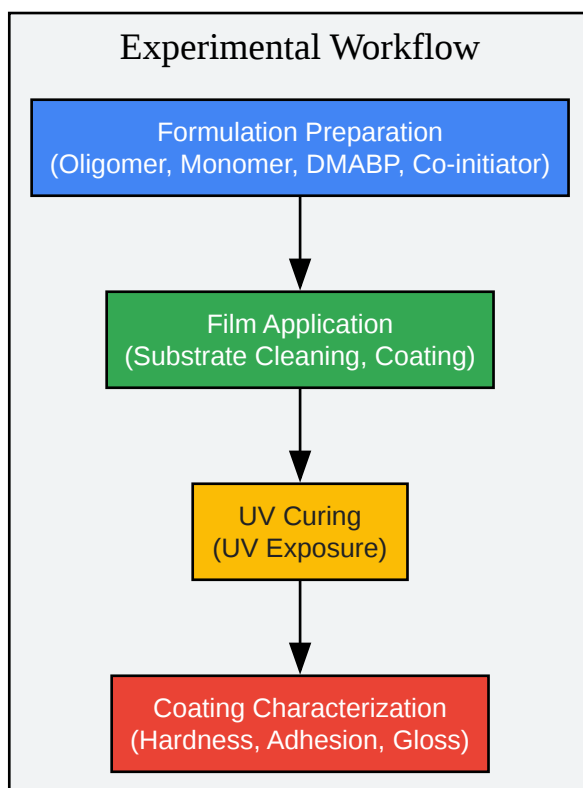 Experimental Workflow
Formulation Preparation
(Oligomer, Monomer, DMABP, Co-initiator)
Film Application
(Substrate Cleaning, Coating)
UV Curing
(UV Exposure)
Coating Characterization
(Hardness, Adhesion, Gloss)